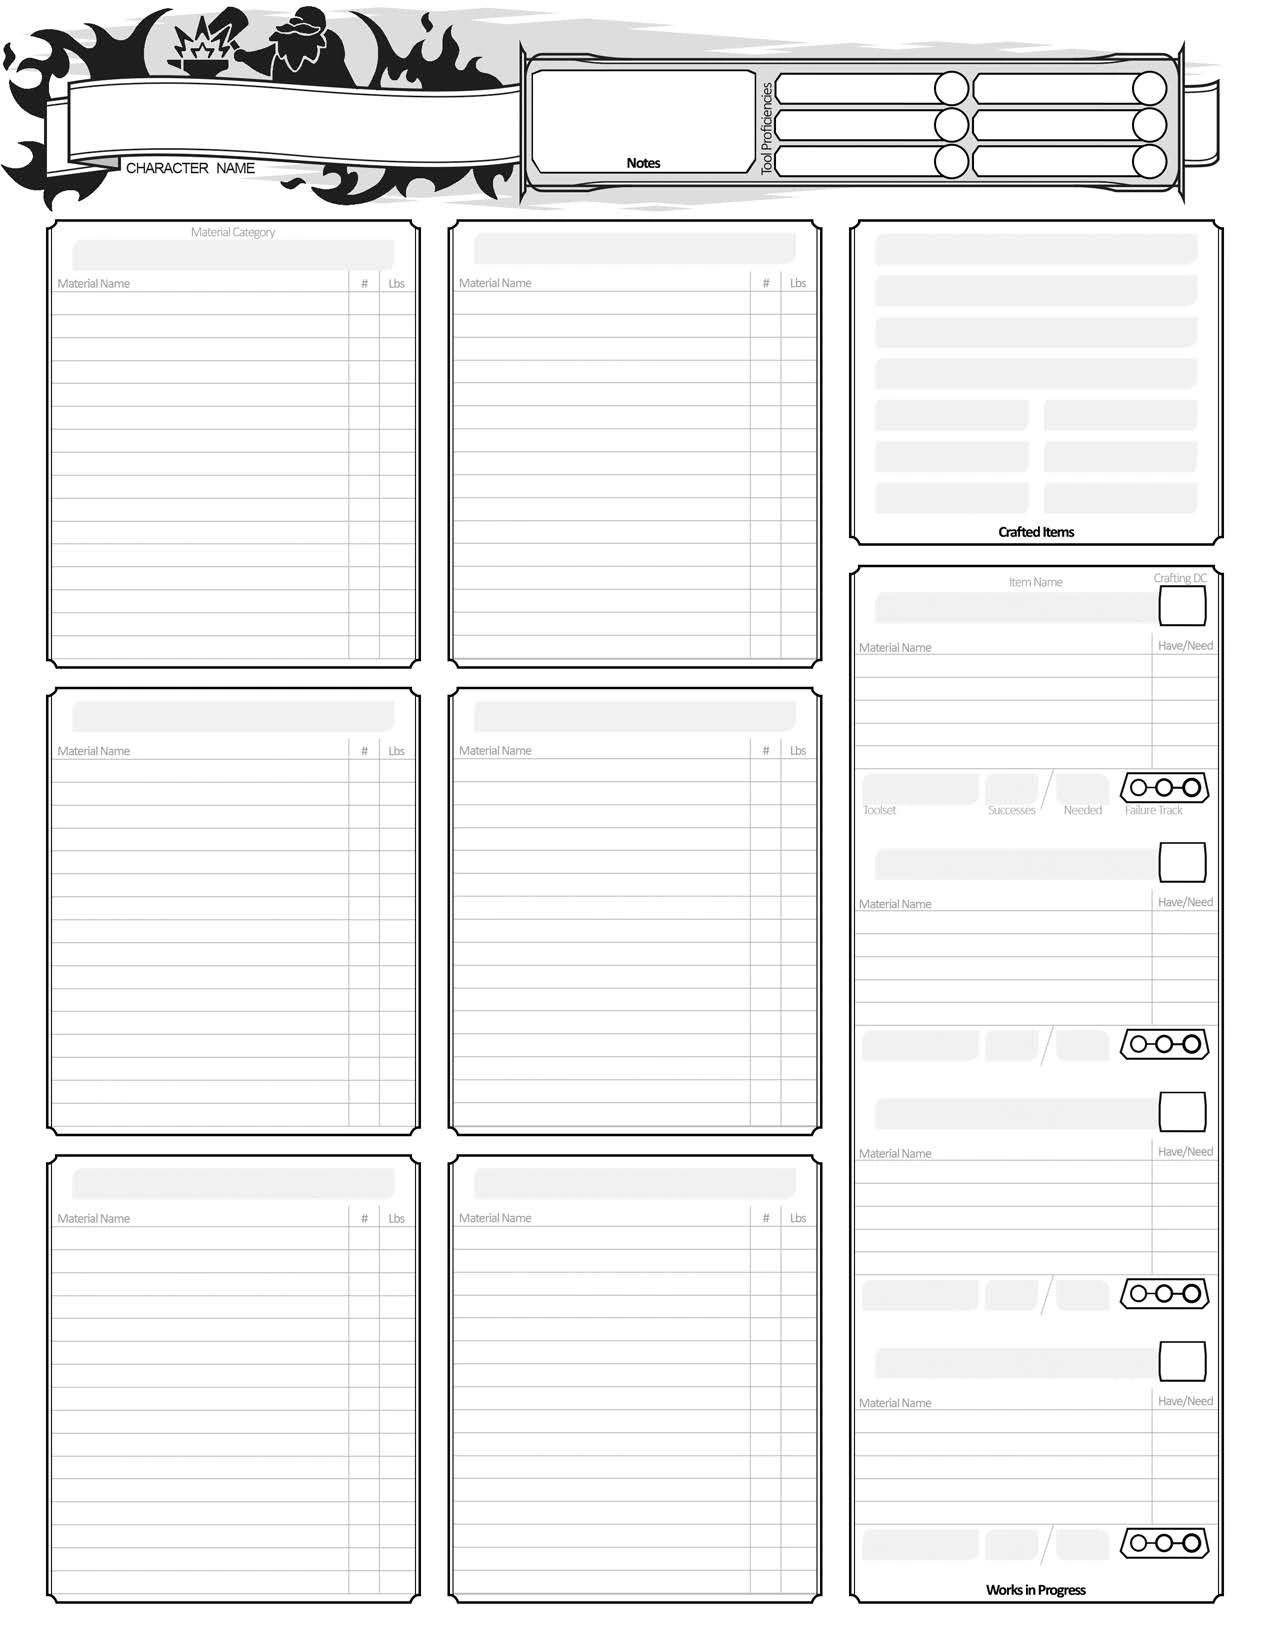 CHARACTER NAME
Notes
Tool Proficiencies
Material Category
Material Name # Lbs
Material Name # Lbs
Crafted Items
Item Name
Crafting DC
Material Name Have/Need
Toolset Successes / Needed Failure Track
Material Name # Lbs
Material Name # Lbs
Material Name Have/Need
/
Material Name Have/Need
/
Material Name # Lbs
Material Name # Lbs
Material Name Have/Need
/
Works in Progress